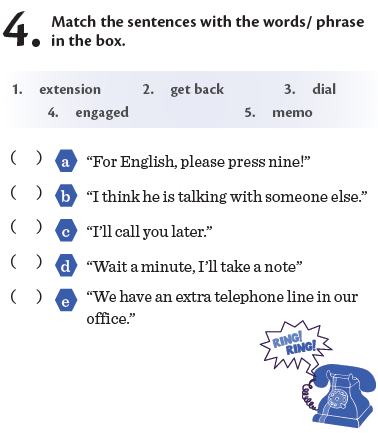 4. Match the sentences with the words/ phrase
in the box.
1. extension 2. get back 3. dial
4. engaged 5. memo
( ) a “For English, please press nine!”
( ) b “I think he is talking with someone else.”
( ) c “I’ll call you later.”
( ) d “Wait a minute, I’ll take a note”
( ) e “We have an extra telephone line in our
office.”
RING!
RING!